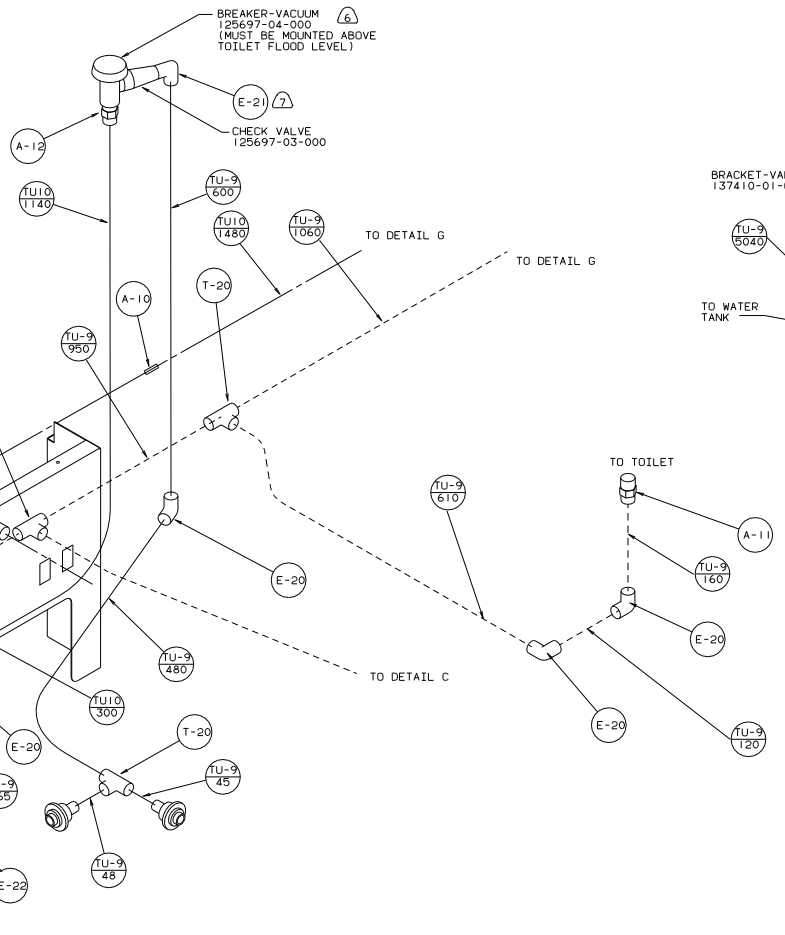 BREAKER-VACUUM 6
125697-04-000
(MUST BE MOUNTED ABOVE
TOILET FLOOD LEVEL)
E-21 7
CHECK VALVE
125697-03-000
A-12
TU10
1140
TU-9
600
TU10
1480
TU-9
1060
TO DETAIL G
TO DETAIL G
BRACKET-VA
137410-01-
TU-9
5040
TO WATER
TANK
A-10
T-20
TU-9
950
TO TOILET
TU-9
610
A-11
TU-9
160
E-20
E-20
TU-9
480
TO DETAIL C
TU10
300
E-20
T-20
E-20
TU-9
120
TU-9
45
-9
65
TU-9
48
E-22